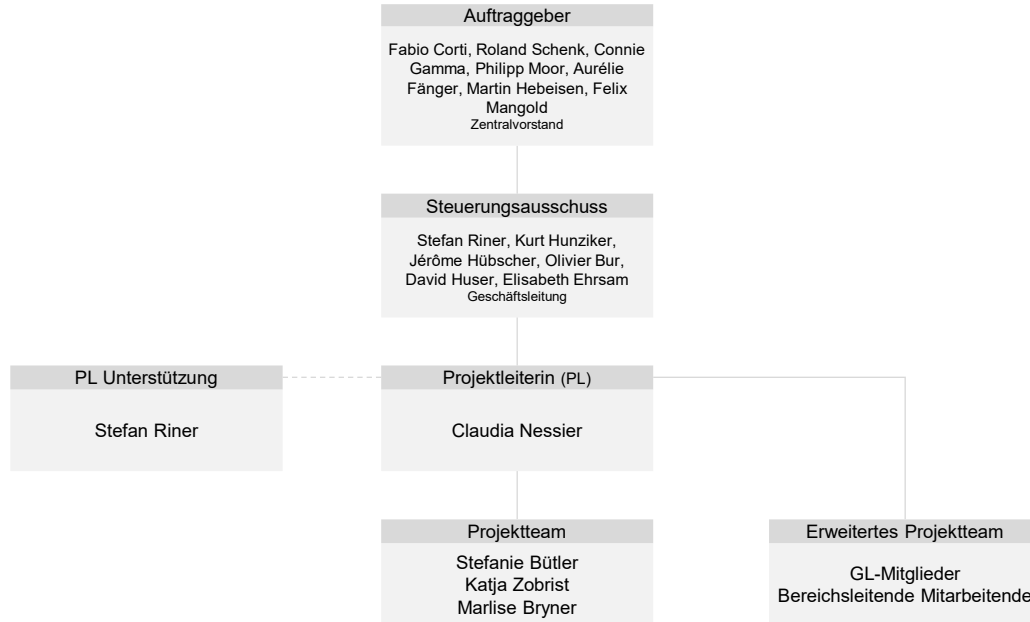 Auftraggeber
Fabio Corti, Roland Schenk, Connie
Gamma, Philipp Moor, Aurélie
Fänger, Martin Hebeisen, Felix
Mangold
Zentralvorstand
Steuerungsausschuss
Stefan Riner, Kurt Hunziker,
Jérôme Hübscher, Olivier Bur,
David Huser, Elisabeth Ehrsam
Geschäftsleitung
PL Unterstützung
Stefan Riner
Projektleiterin (PL)
Claudia Nessier
Projektteam
Stefanie Bütler
Katja Zobrist
Marlise Bryner
Erweitertes Projektteam
GL-Mitglieder
Bereichsleitende Mitarbeitende